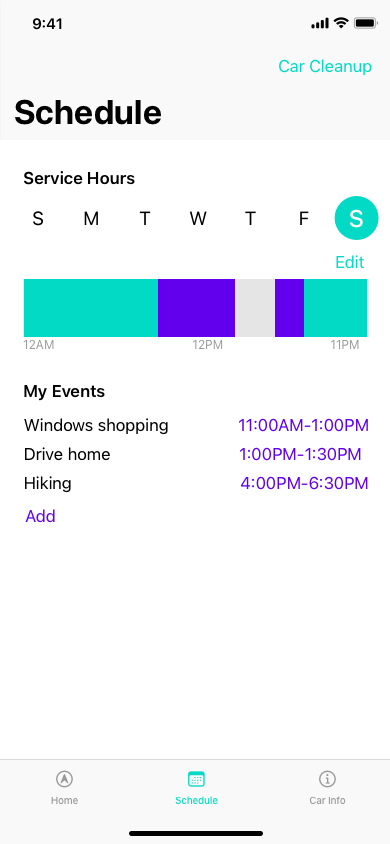 9:41
Car Cleanup
Schedule
Service Hours
S M T W T F S
Edit
12AM 12PM 11PM
My Events
Windows shopping 11:00AM-1:00PM
Drive home 1:00PM-1:30PM
Hiking 4:00PM-6:30PM
Add
Home Schedule Car Info